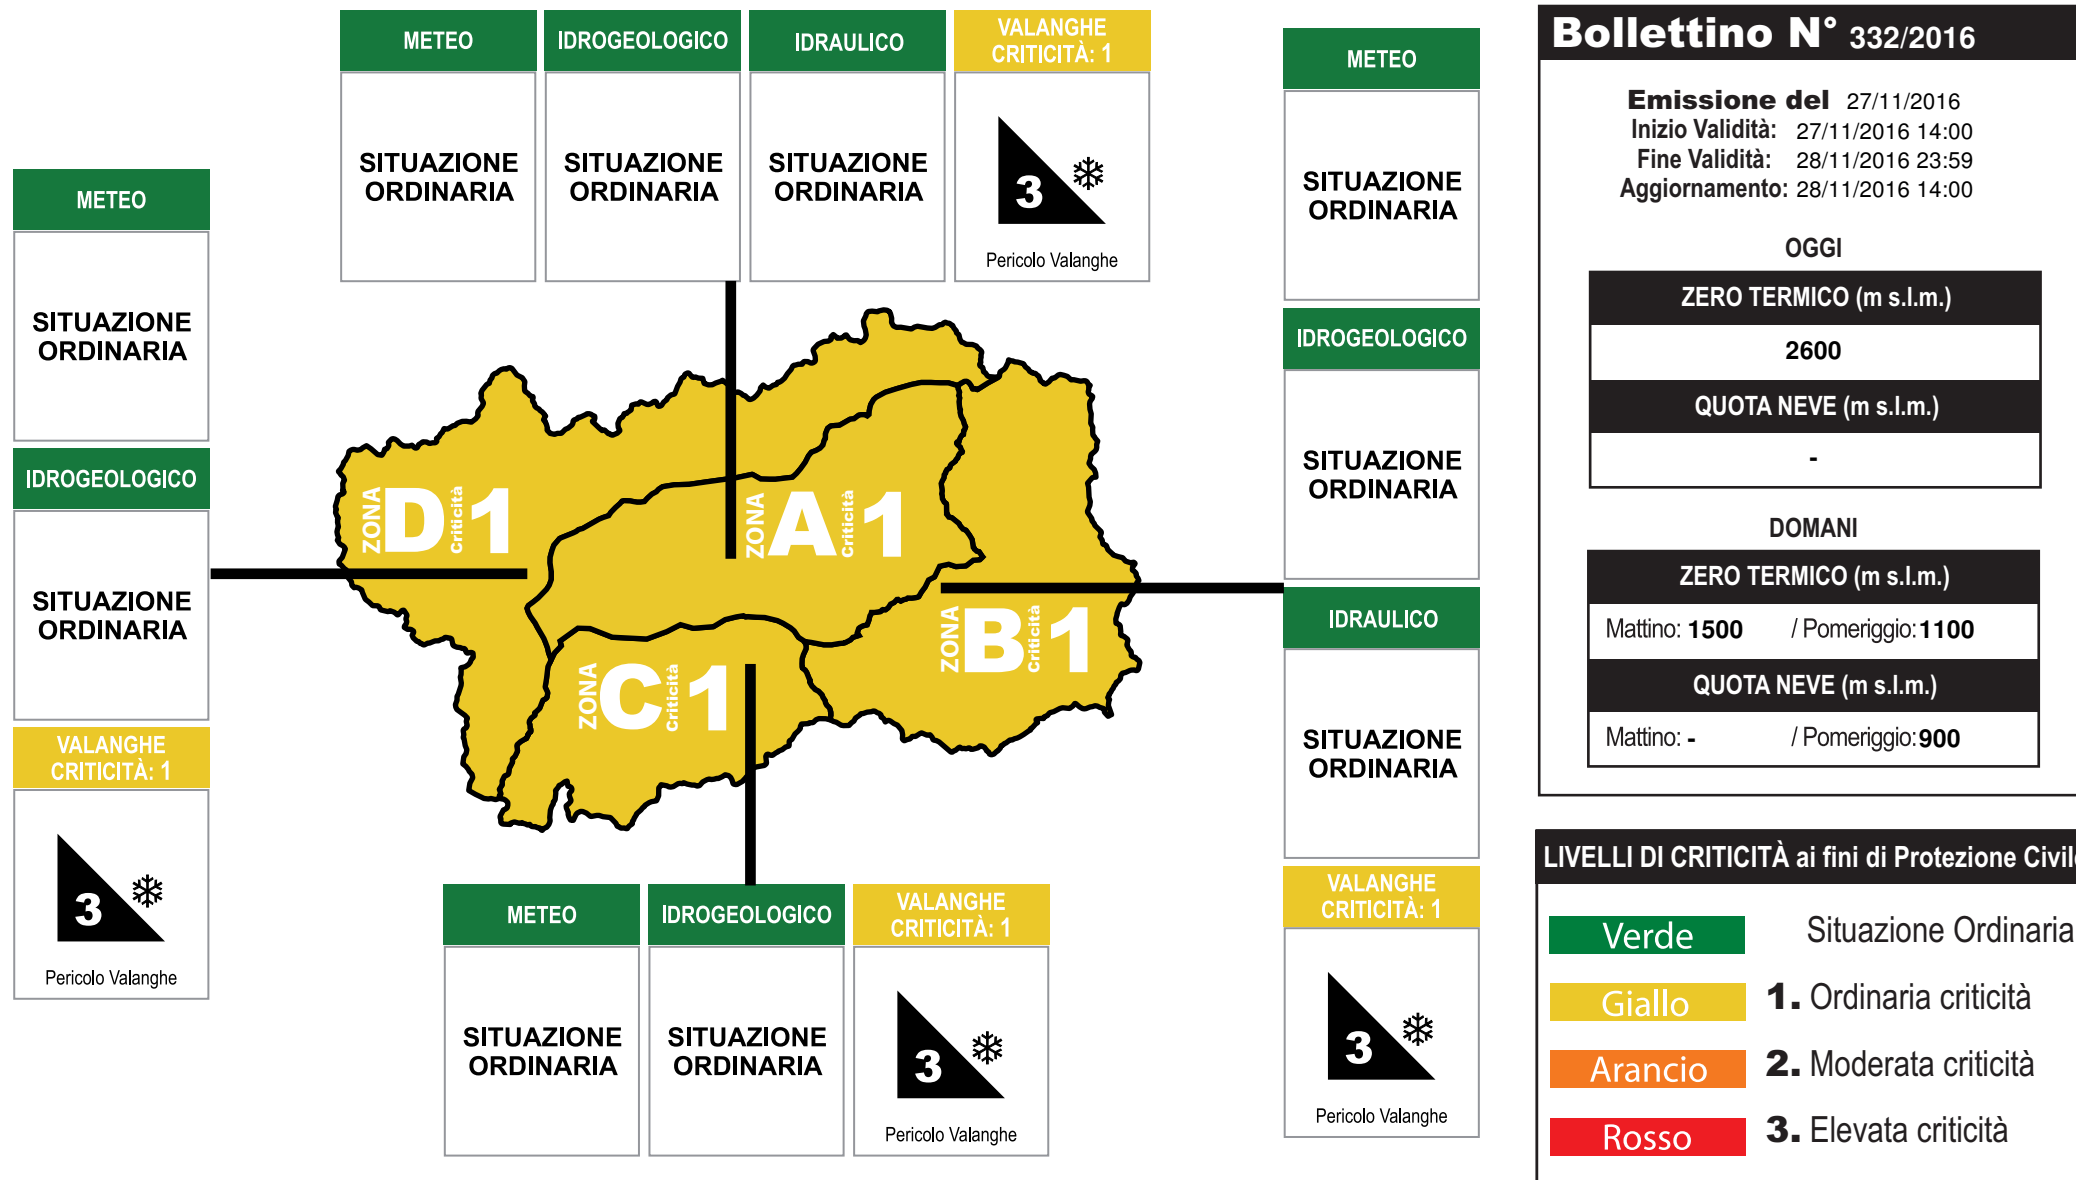 METEO
IDROGEOLOGICO
IDRAULICO
VALANGHE
CRITICITÀ: 1
SITUAZIONE
ORDINARIA
SITUAZIONE
ORDINARIA
SITUAZIONE
ORDINARIA
3
Pericolo Valanghe
METEO
SITUAZIONE
ORDINARIA
IDROGEOLOGICO
SITUAZIONE
ORDINARIA
VALANGHE
CRITICITÀ: 1
3
Pericolo Valanghe
ZONA D Criticità 1
ZONA A Criticità 1
ZONA B Criticità 1
ZONA C Criticità 1
METEO
IDROGEOLOGICO
VALANGHE
CRITICITÀ: 1
SITUAZIONE
ORDINARIA
SITUAZIONE
ORDINARIA
3
Pericolo Valanghe
METEO
SITUAZIONE
ORDINARIA
IDROGEOLOGICO
SITUAZIONE
ORDINARIA
IDRAULICO
SITUAZIONE
ORDINARIA
VALANGHE
CRITICITÀ: 1
3
Pericolo Valanghe
Bollettino N° 332/2016
Emissione del 27/11/2016
Inizio Validità: 27/11/2016 14:00
Fine Validità: 28/11/2016 23:59
Aggiornamento: 28/11/2016 14:00
OGGI
ZERO TERMICO (m s.l.m.)
2600
QUOTA NEVE (m s.l.m.)
-
DOMANI
ZERO TERMICO (m s.l.m.)
Mattino: 1500 / Pomeriggio: 1100
QUOTA NEVE (m s.l.m.)
Mattino: - / Pomeriggio: 900
LIVELLI DI CRITICITÀ ai fini di Protezione Civile
Verde Situazione Ordinaria
Giallo 1. Ordinaria criticità
Arancio 2. Moderata criticità
Rosso 3. Elevata criticità